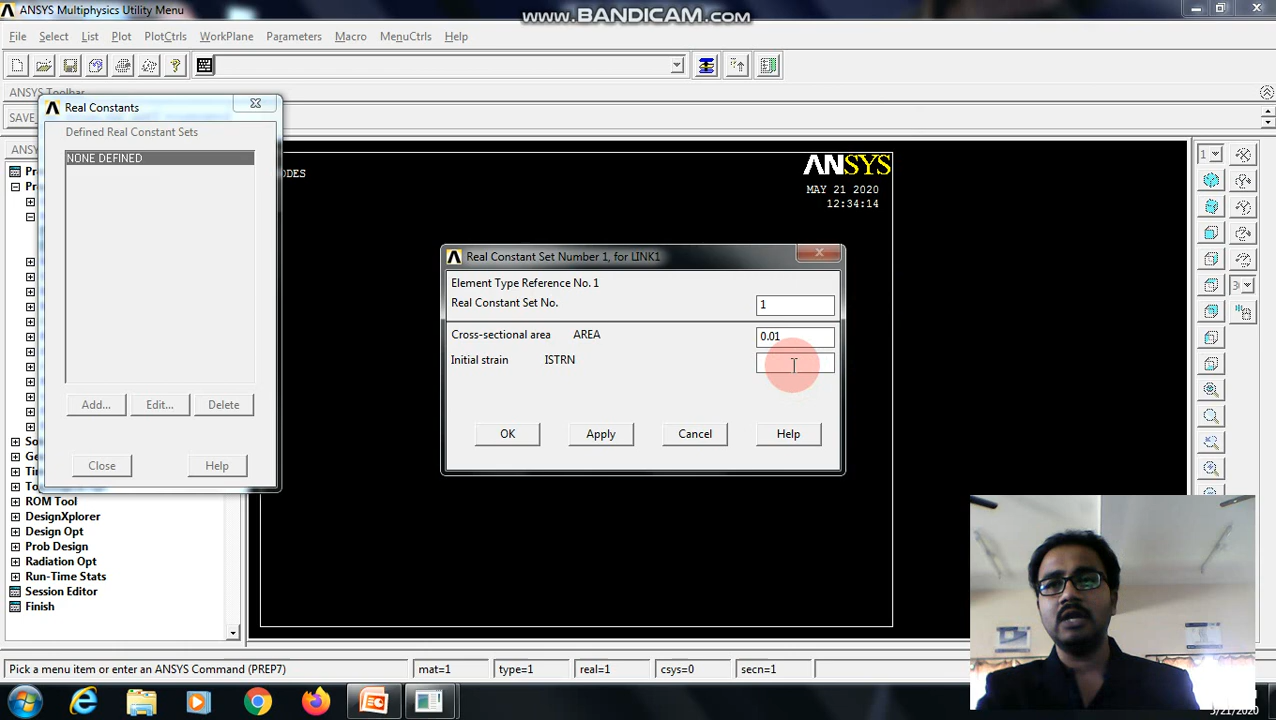 ANSYS Multiphysics Utility Menu
www.BANDICAM.com
File Select List Plot PlotCtrls WorkPlane Parameters Macro MenuCtrls Help
ANSYS Toolbar
SAVE_
Real Constants
Defined Real Constant Sets
NONE DEFINED
Add... Edit... Delete
Close Help
ANSYS
MAY 21 2020
12:34:14
1
Real Constant Set Number 1, for LINK1
Element Type Reference No. 1
Real Constant Set No. 1
Cross-sectional area AREA 0.01
Initial strain ISTRN
OK Apply Cancel Help
ROM Tool
DesignXplorer
Design Opt
Prob Design
Radiation Opt
Run-Time Stats
Session Editor
Finish
Pick a menu item or enter an ANSYS Command (PREP7) mat=1 type=1 real=1 csys=0 secn=1
5/21/2020